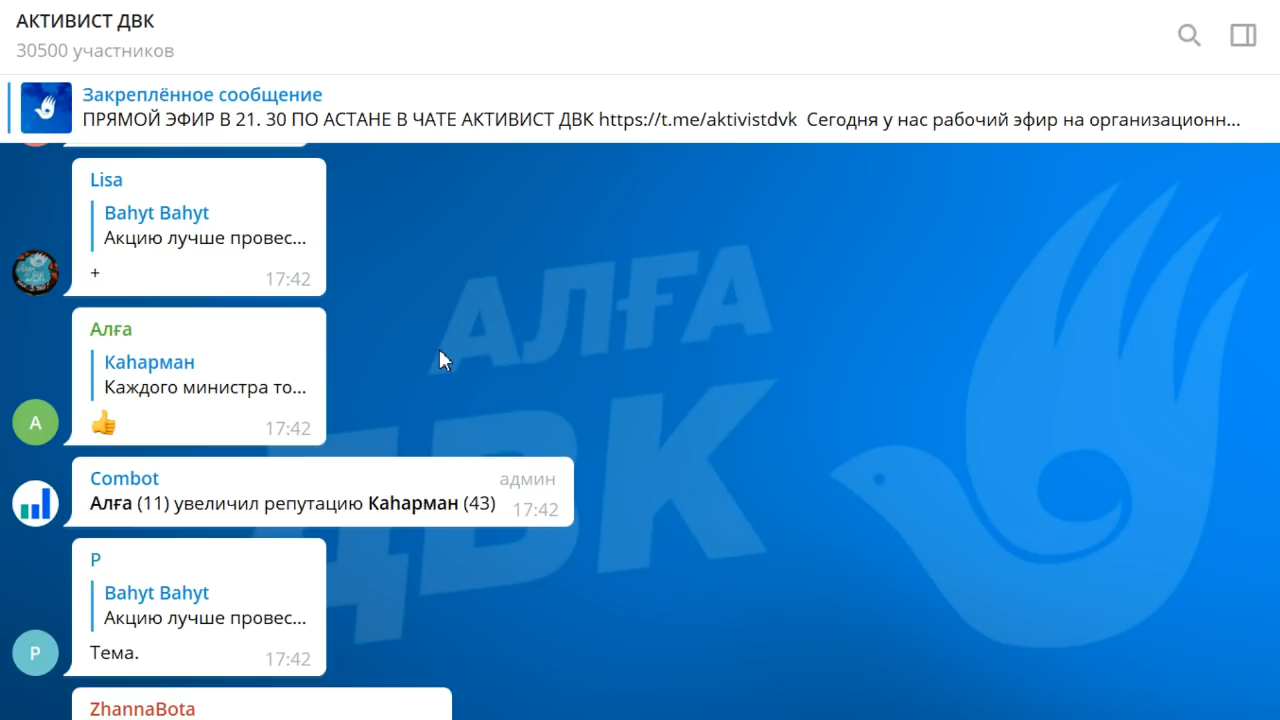 АКТИВИСТ ДВК
30500 участников
Закреплённое сообщение
ПРЯМОЙ ЭФИР В 21. 30 ПО АСТАНЕ В ЧАТЕ АКТИВИСТ ДВК https://t.me/aktivistdvk Сегодня у нас рабочий эфир на организационн...
Lisa
Bahyt Bahyt
Акцию лучше провес...
+
17:42
АЛҒА
ДВК
Алға
Каһарман
Каждого министра то...
👍
17:42
A
Combot
админ
Алға (11) увеличил репутацию Каһарман (43)
17:42
P
Bahyt Bahyt
Акцию лучше провес...
Тема.
17:42
P
ZhannaBota